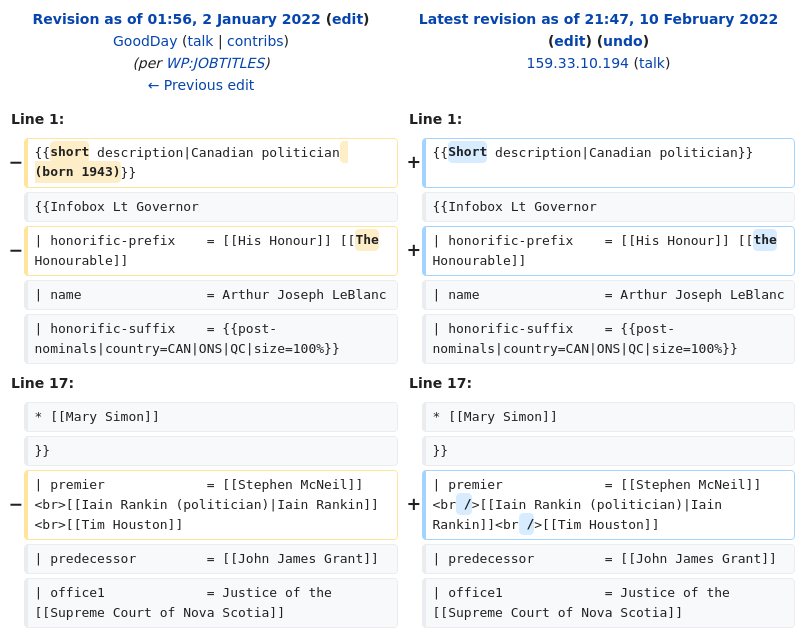 Revision as of 01:56, 2 January 2022 (edit)
GoodDay (talk | contribs)
(per WP:JOBTITLES)
← Previous edit
Latest revision as of 21:47, 10 February 2022
(edit) (undo)
159.33.10.194 (talk)
Line 1:
Line 1:
− {{short description|Canadian politician
(born 1943)}}
+ {{Short description|Canadian politician}}
{{Infobox Lt Governor
{{Infobox Lt Governor
− | honorific-prefix    = [[His Honour]] [[The
Honourable]]
+ | honorific-prefix    = [[His Honour]] [[the
Honourable]]
| name                = Arthur Joseph LeBlanc
| name                = Arthur Joseph LeBlanc
| honorific-suffix    = {{post-
nominals|country=CAN|ONS|QC|size=100%}}
| honorific-suffix    = {{post-
nominals|country=CAN|ONS|QC|size=100%}}
Line 17:
Line 17:
* [[Mary Simon]]
* [[Mary Simon]]
}}
}}
− | premier             = [[Stephen McNeil]]
<br>[[Iain Rankin (politician)|Iain Rankin]]
<br>[[Tim Houston]]
+ | premier             = [[Stephen McNeil]]
<br />[[Iain Rankin (politician)|Iain
Rankin]]<br />[[Tim Houston]]
| predecessor         = [[John James Grant]]
| predecessor         = [[John James Grant]]
| office1             = Justice of the
[[Supreme Court of Nova Scotia]]
| office1             = Justice of the
[[Supreme Court of Nova Scotia]]